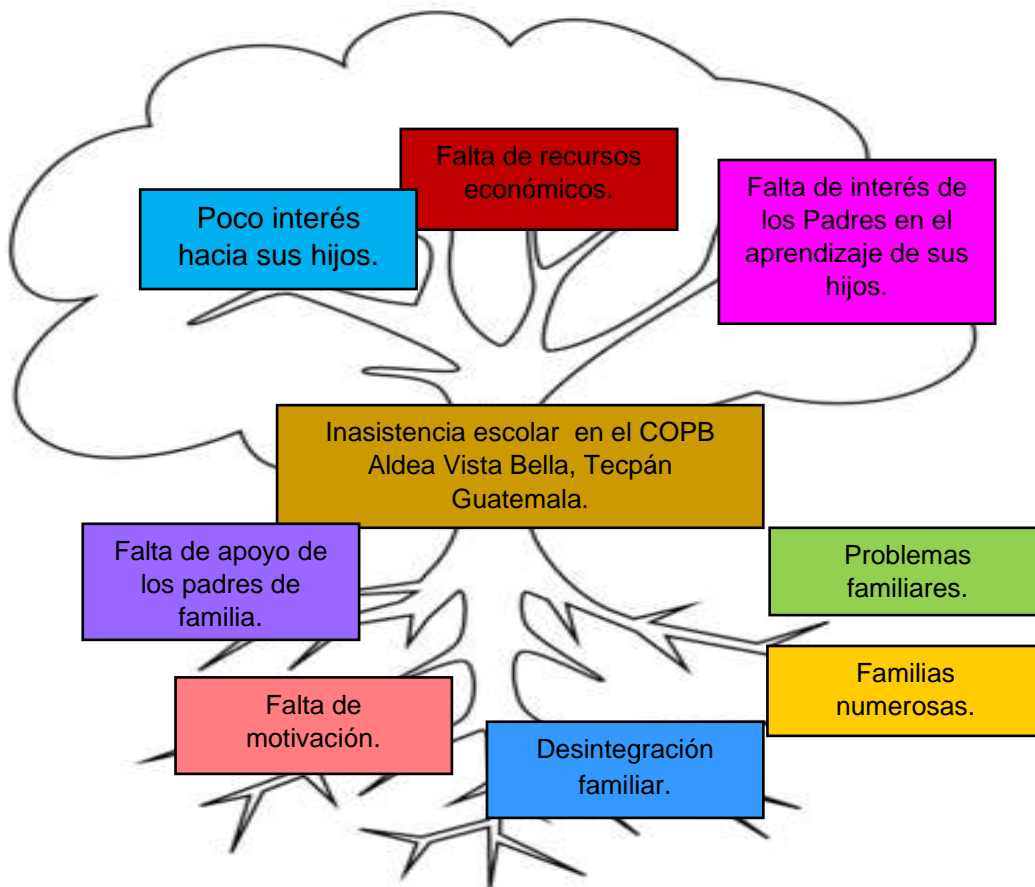 Falta de recursos
económicos.
Poco interés
hacia sus hijos.
Falta de interés de
los Padres en el
aprendizaje de sus
hijos.
Inasistencia escolar  en el COPB
Aldea Vista Bella, Tecpán
Guatemala.
Falta de apoyo de
los padres de
familia.
Problemas
familiares.
Falta de
motivación.
Familias
numerosas.
Desintegración
familiar.